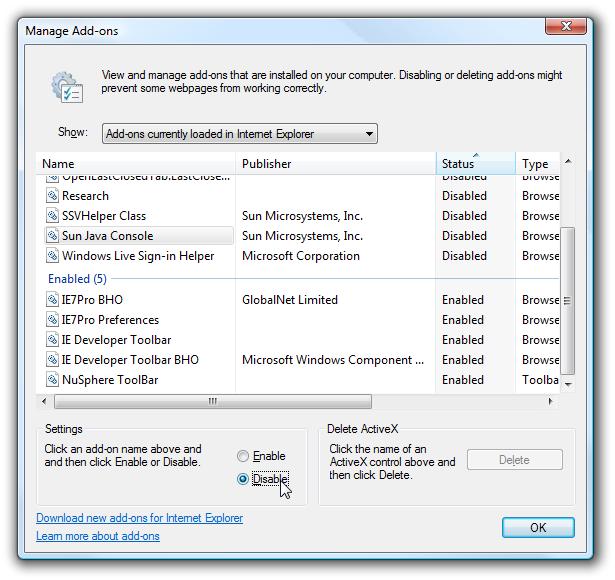 Manage Add-ons
View and manage add-ons that are installed on your computer. Disabling or deleting add-ons might
prevent some webpages from working correctly.
Show: Add-ons currently loaded in Internet Explorer
Name Publisher Status Type
OpenLastClosedTab.LastClose... Disabled Browse
Research Disabled Browse
SSVHelper Class Sun Microsystems, Inc. Disabled Browse
Sun Java Console Sun Microsystems, Inc. Disabled Browse
Windows Live Sign-in Helper Microsoft Corporation Disabled Browse
Enabled (5)
IE7Pro BHO GlobalNet Limited Enabled Browse
IE7Pro Preferences Enabled Browse
IE Developer Toolbar Enabled Browse
IE Developer Toolbar BHO Microsoft Windows Component ... Enabled Browse
NuSphere ToolBar Enabled Toolba
Settings
Click an add-on name above and
and then click Enable or Disable.
Enable
Disable
Delete ActiveX
Click the name of an
ActiveX control above and
then click Delete.
Delete
Download new add-ons for Internet Explorer
Learn more about add-ons
OK